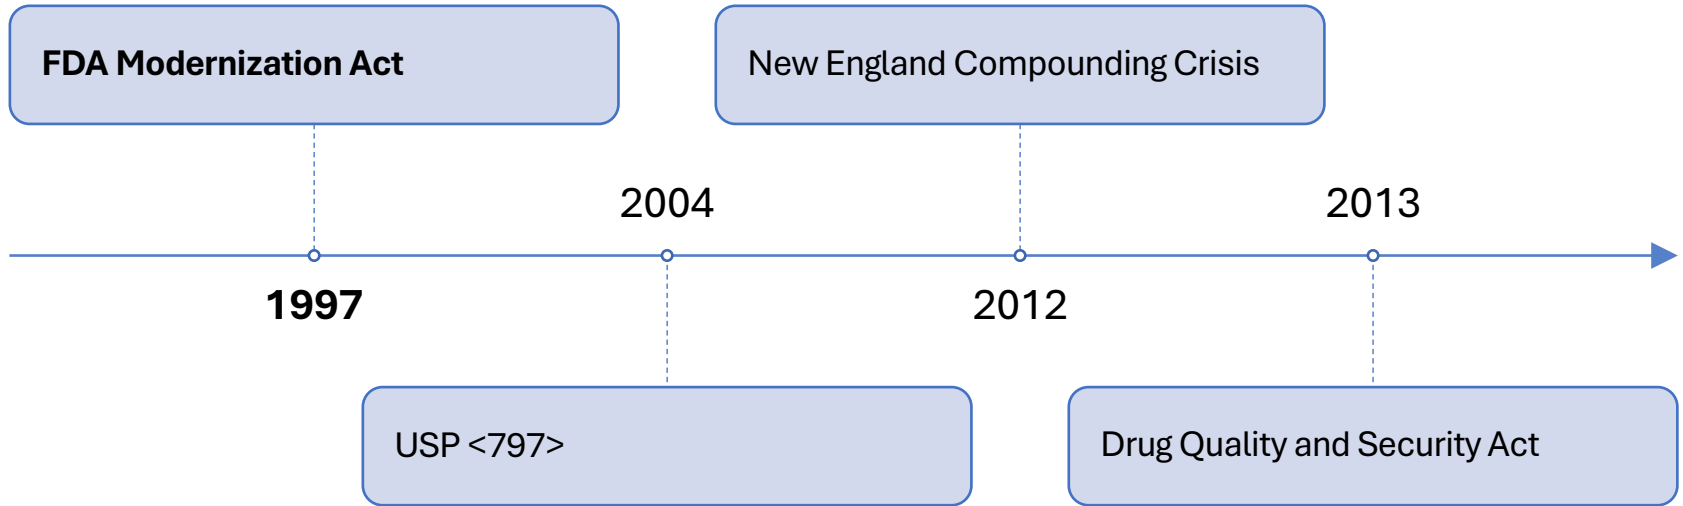 FDA Modernization Act
New England Compounding Crisis
2004
2013
1997
2012
USP <797>
Drug Quality and Security Act